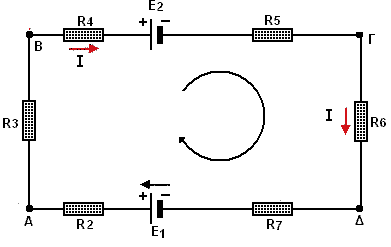 E2
R4 + − R5
B Γ
I
R3 I R6
A + − Δ
R2 E1 R7